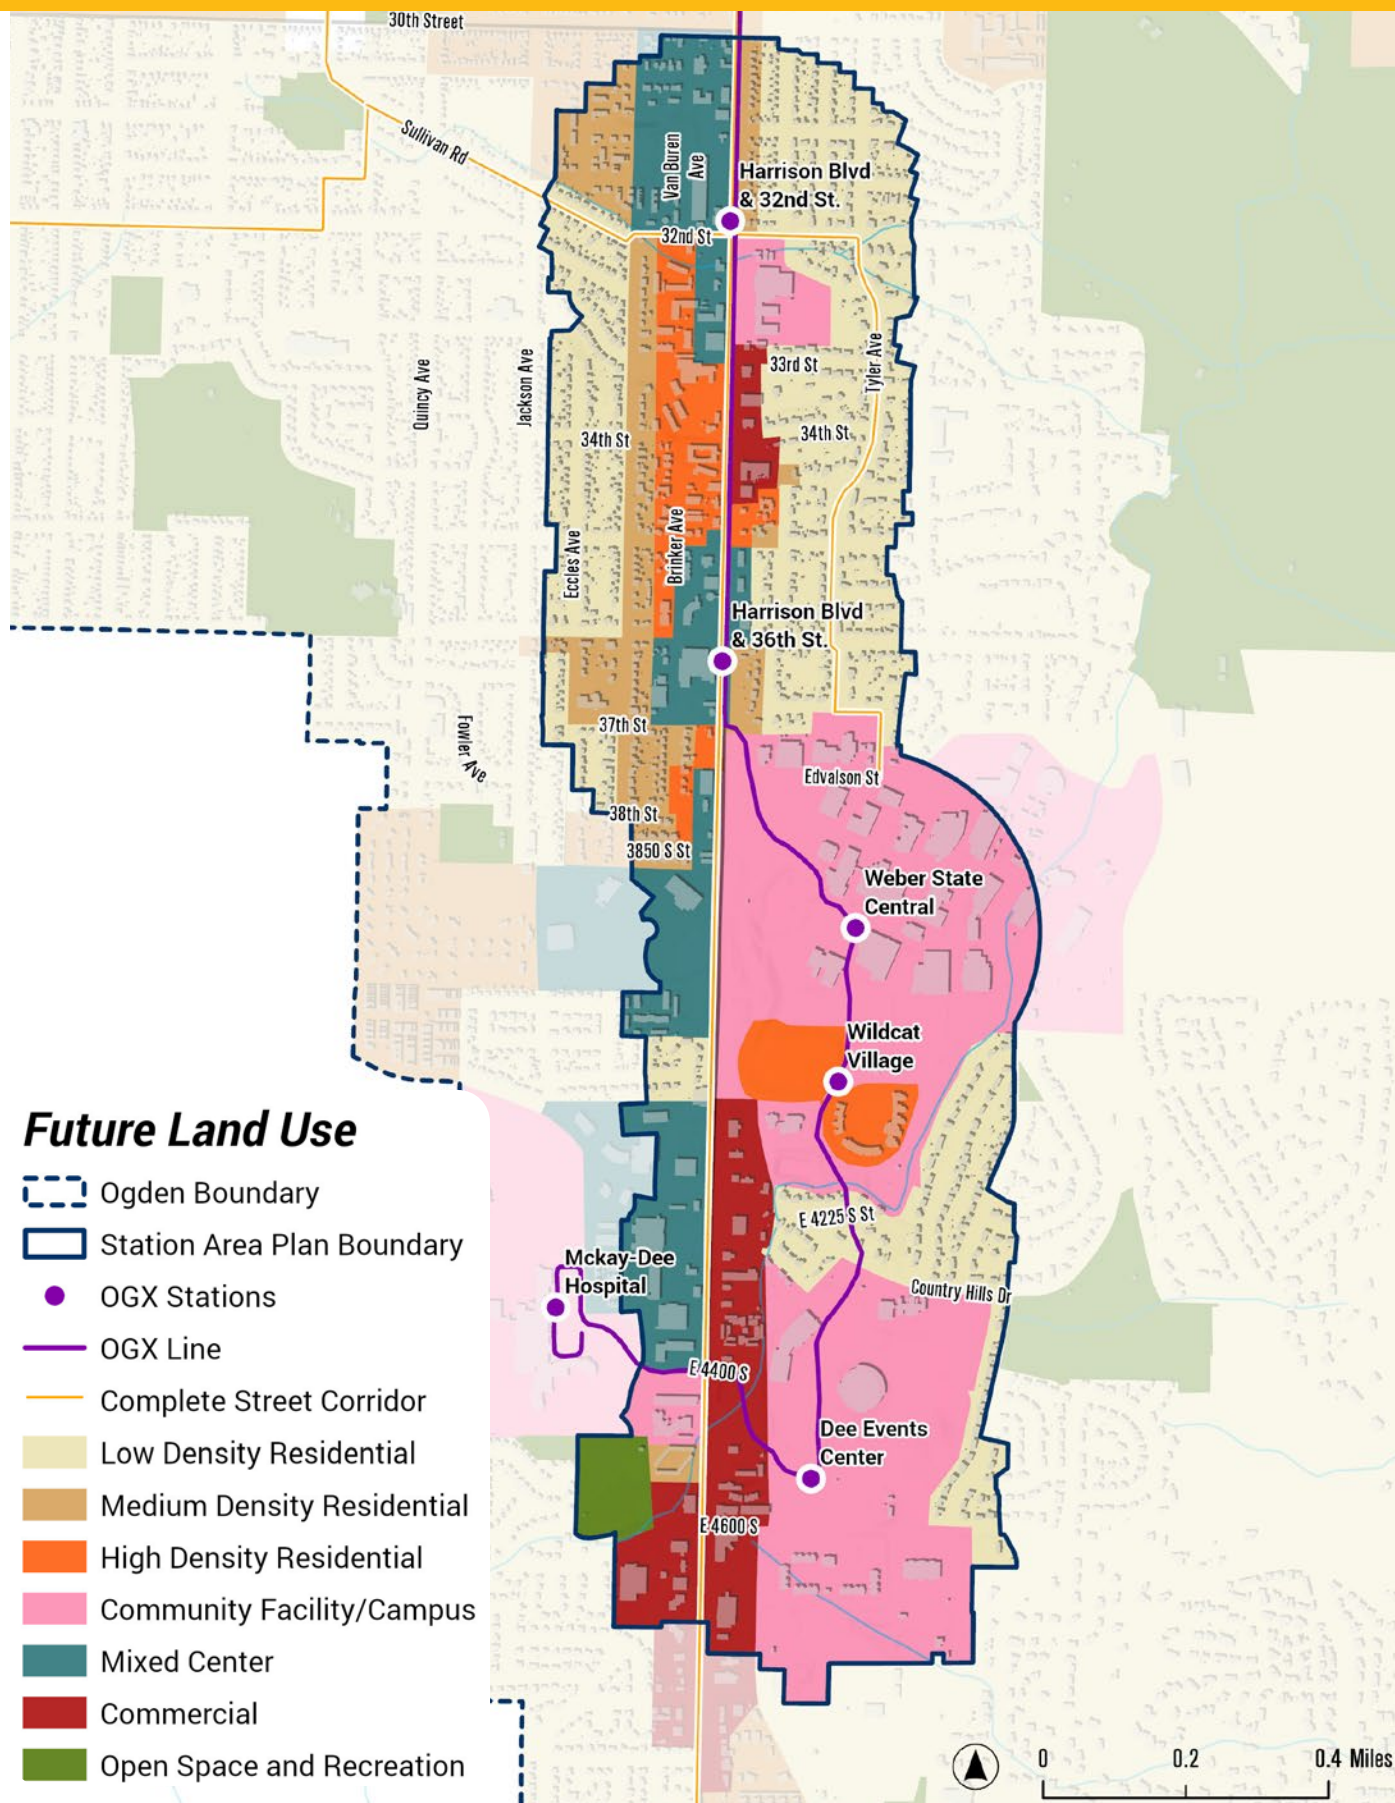 30th Street
Sullivan Rd
Van Buren
Ave
Harrison Blvd
& 32nd St.
32nd St
33rd St
Tyler Ave
Quincy Ave
Jackson Ave
34th St
34th St
Eccles Ave
Brinker Ave
Harrison Blvd
& 36th St.
37th St
Fowler Ave
Edvalson St
38th St
3850 S St
Weber State
Central
Wildcat
Village
E 4225 S St
Mckay-Dee
Hospital
Country Hills Dr
E 4400 S
Dee Events
Center
E 4600 S
Future Land Use
Ogden Boundary
Station Area Plan Boundary
OGX Stations
OGX Line
Complete Street Corridor
Low Density Residential
Medium Density Residential
High Density Residential
Community Facility/Campus
Mixed Center
Commercial
Open Space and Recreation
0 0.2 0.4 Miles